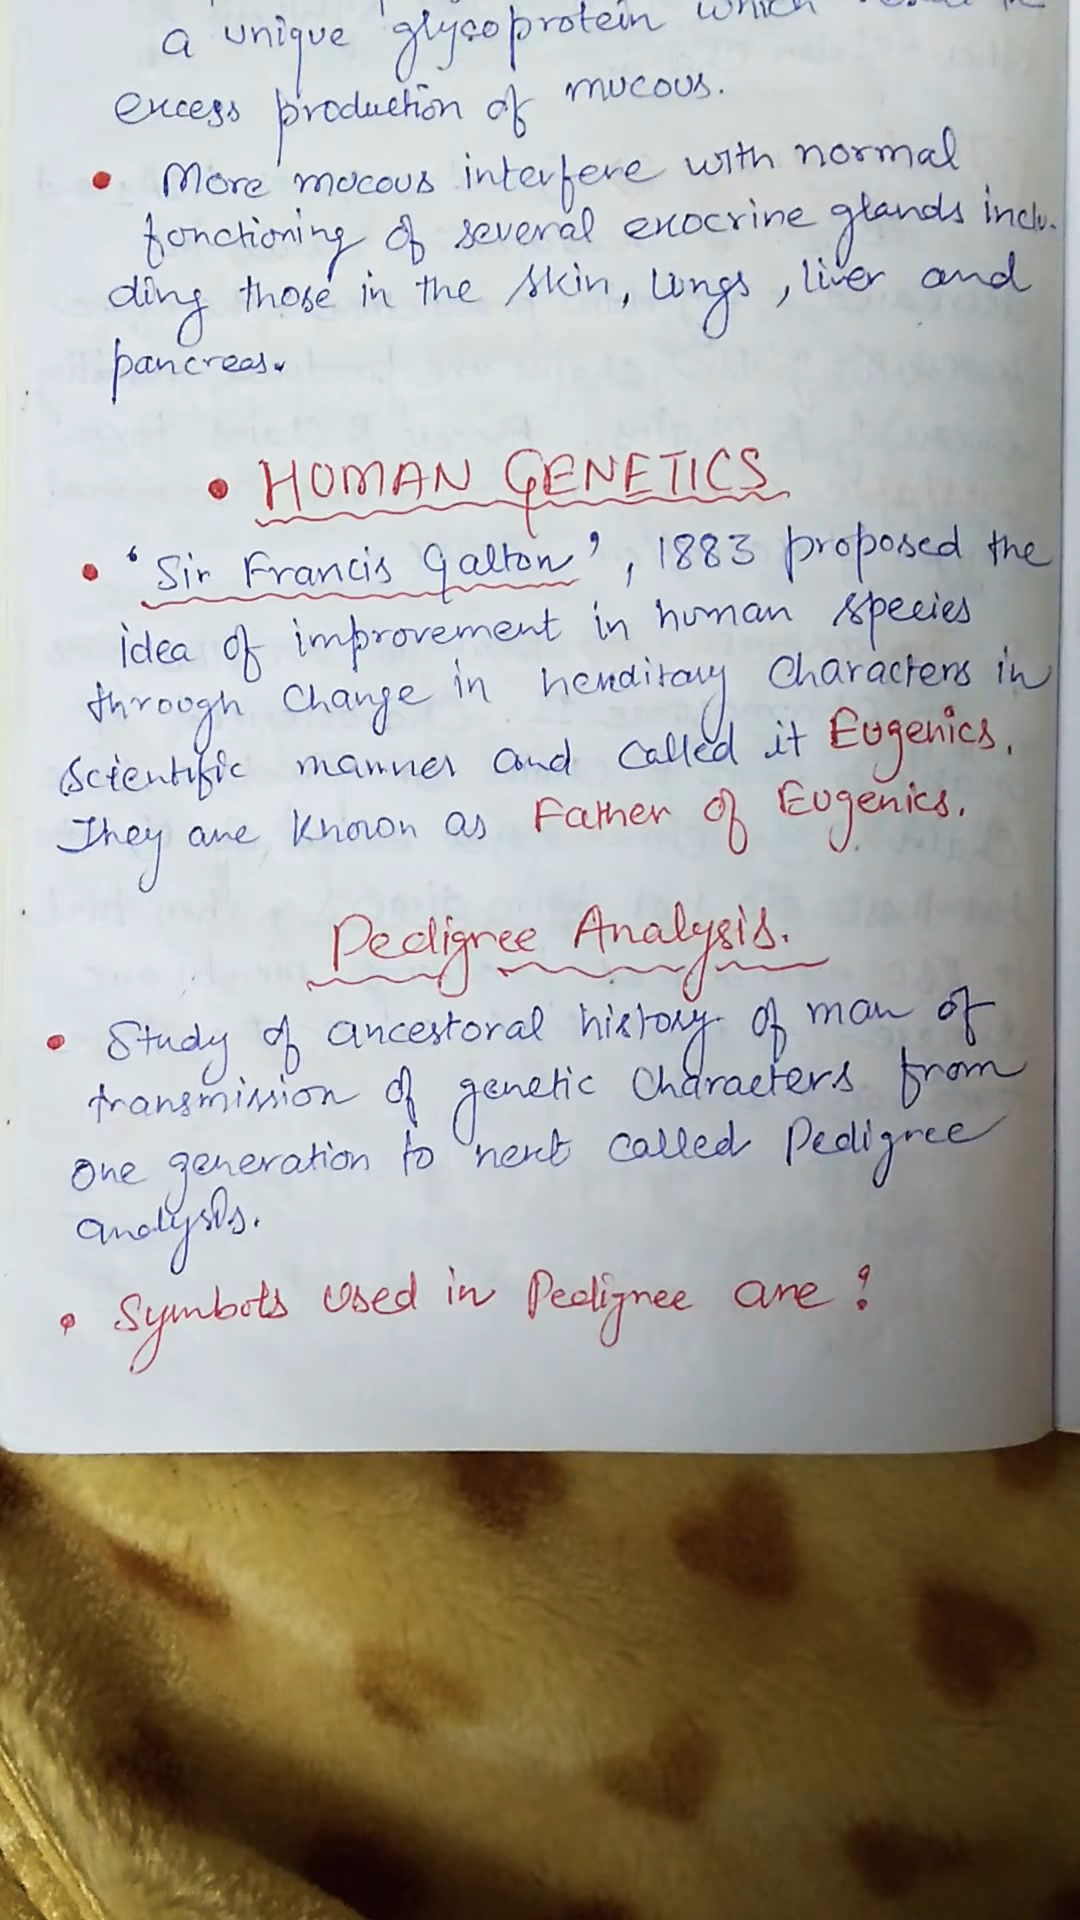 a unique glycoprotein which
excess production of mucous.
• More mucous interfere with normal
fonctioning of several exocrine glands inclu-
ding those in the skin, lungs, liver and
pancreas.
• HUMAN GENETICS
• 'Sir Francis Galton', 1883 proposed the
idea of improvement in human species
through change in hereditary characters in
scientific manner and called it Eugenics.
They are known as Father of Eugenics.
Pedigree Analysis.
• Study of ancestoral history of man of
transmission of genetic characters from
one generation to next called Pedigree
analysis.
• Symbols used in Pedigree are :